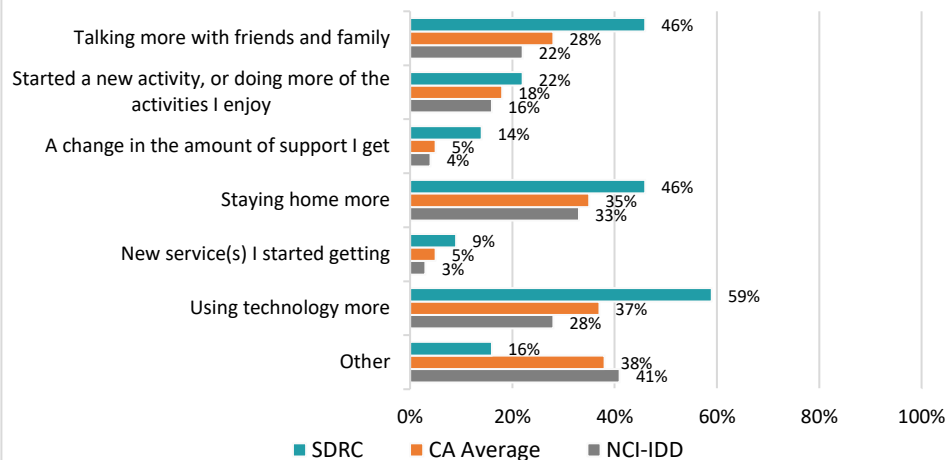 Talking more with friends and family
46%
28%
22%
Started a new activity, or doing more of the
activities I enjoy
22%
18%
16%
A change in the amount of support I get
14%
5%
4%
Staying home more
46%
35%
33%
New service(s) I started getting
9%
5%
3%
Using technology more
59%
37%
28%
Other
16%
38%
41%
0% 20% 40% 60% 80% 100%
SDRC CA Average NCI-IDD